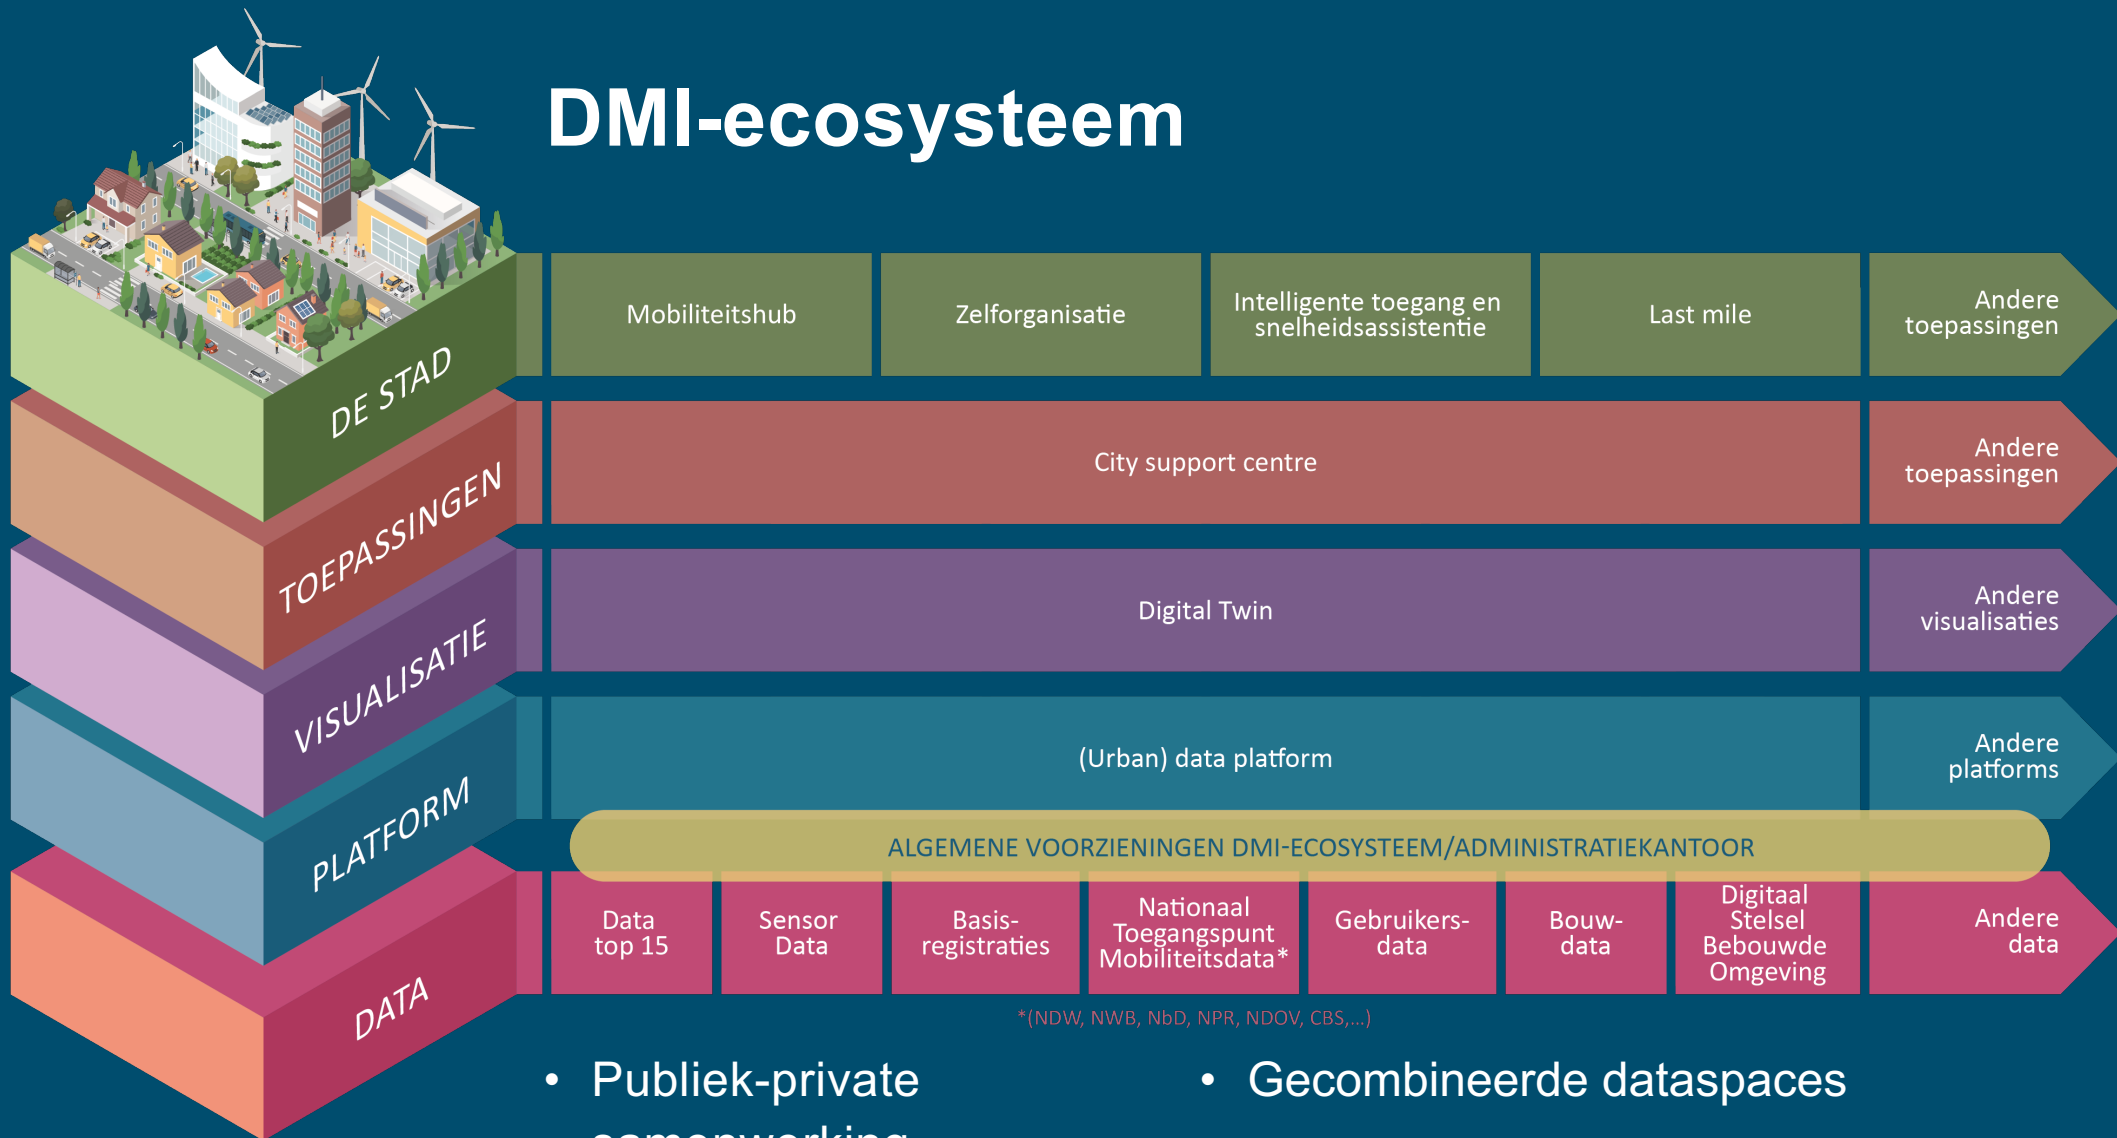 DMI-ecosysteem
DE STAD
Mobiliteitshub
Zelforganisatie
Intelligente toegang en
snelheidsassistentie
Last mile
Andere
toepassingen
TOEPASSINGEN
City support centre
Andere
toepassingen
VISUALISATIE
Digital Twin
Andere
visualisaties
PLATFORM
(Urban) data platform
Andere
platforms
ALGEMENE VOORZIENINGEN DMI-ECOSYSTEEM/ADMINISTRATIEKANTOOR
DATA
Data
top 15
Sensor
Data
Basis-
registraties
Nationaal
Toegangspunt
Mobiliteitsdata*
Gebruikers-
data
Bouw-
data
Digitaal
Stelsel
Bebouwde
Omgeving
Andere
data
*(NDW, NWB, NbD, NPR, NDOV, CBS,...)
• Publiek-private
samenwerking
• Gecombineerde dataspaces